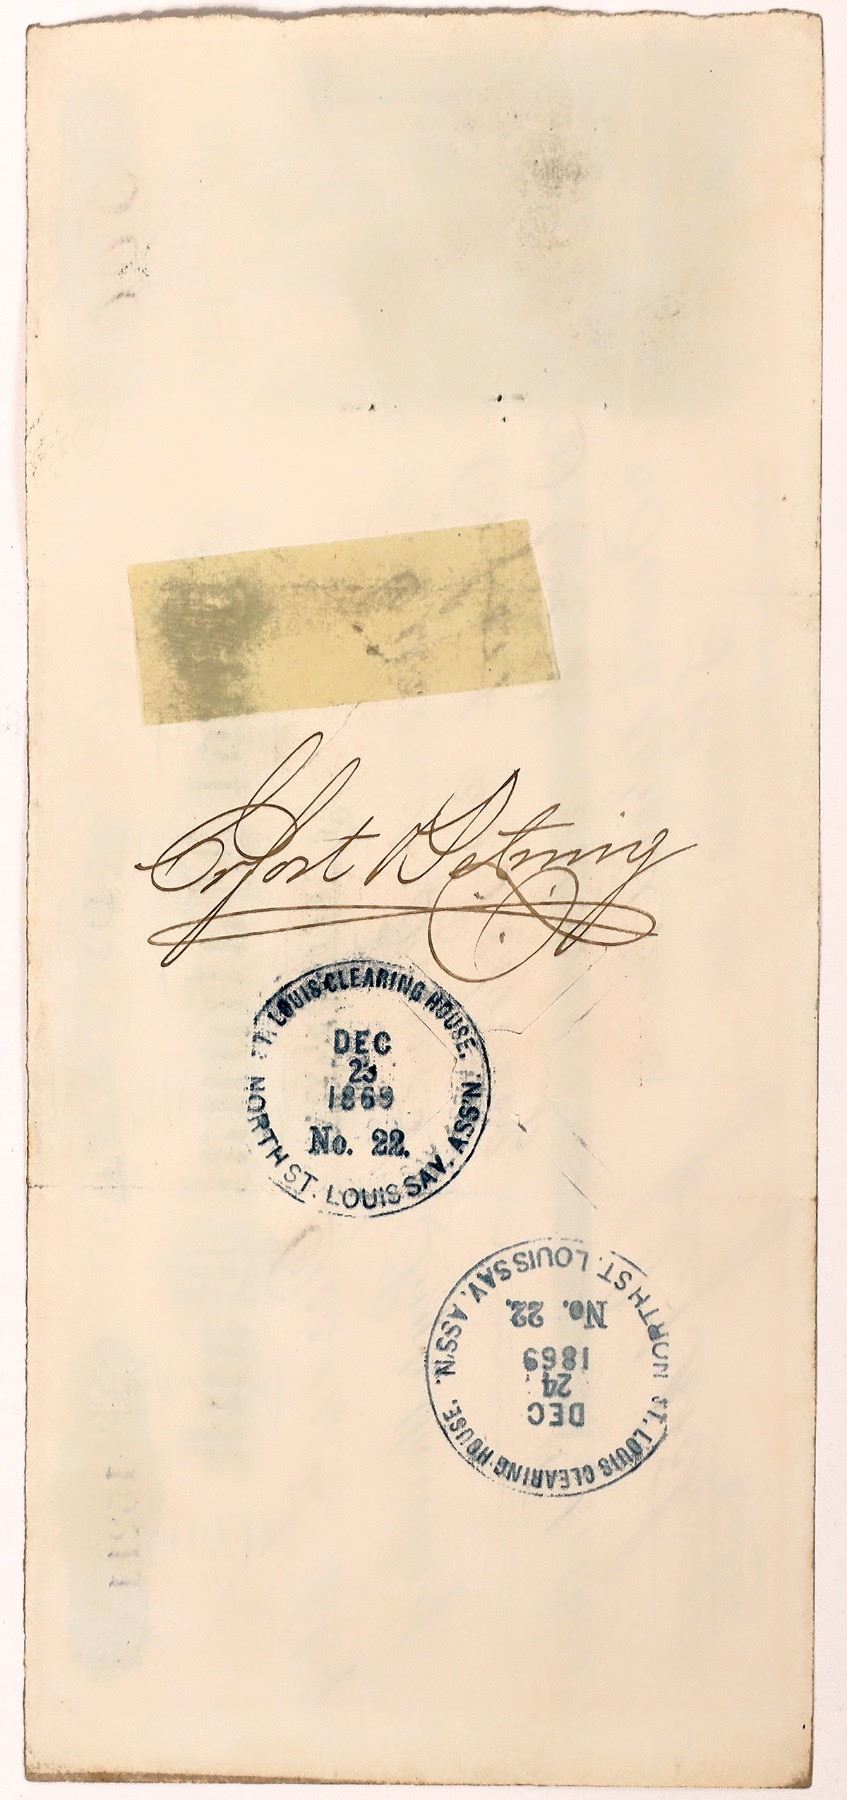 ST. LOUIS CLEARING HOUSE.
DEC
23
1869
No. 22.
NORTH ST. LOUIS SAV. ASS'N.
ST. LOUIS CLEARING HOUSE.
DEC
24
1869
No. 22.
NORTH ST. LOUIS SAV. ASS'N.